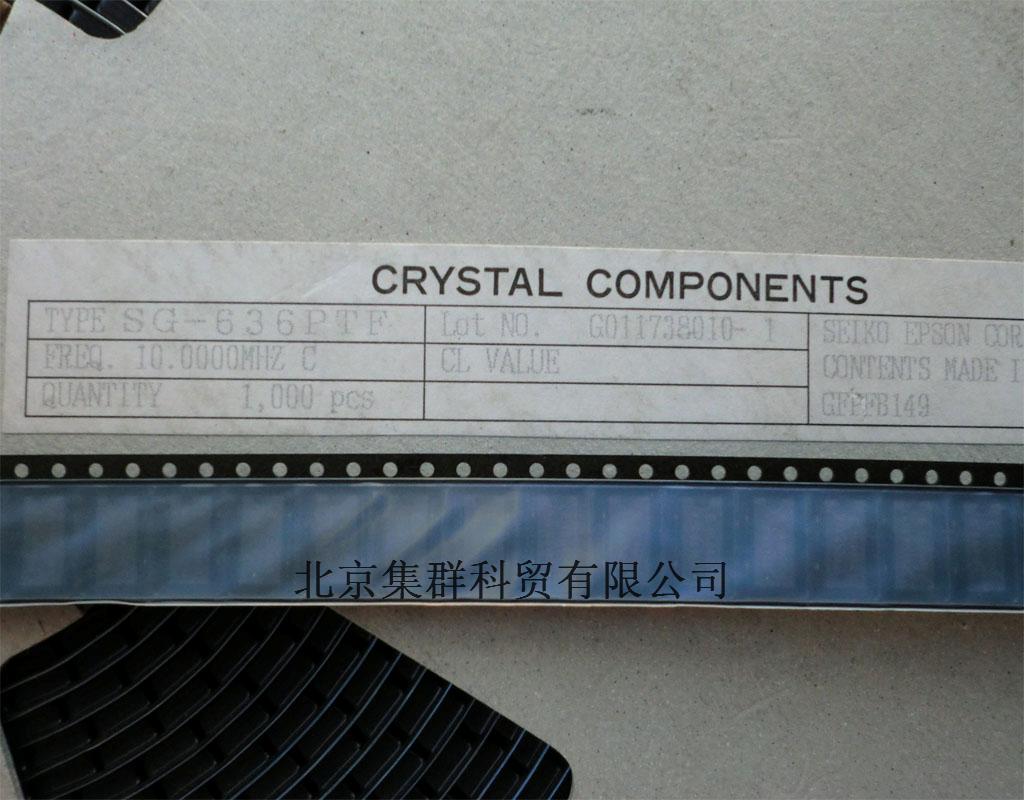 CRYSTAL COMPONENTS
TYPE SG-636PTF Lot NO. G011738010- 1 SEIKO EPSON COR
FREQ. 10.0000MHZ C CL VALUE CONTENTS MADE I
QUANTITY 1,000 pcs GFPFB149
北京集群科贸有限公司